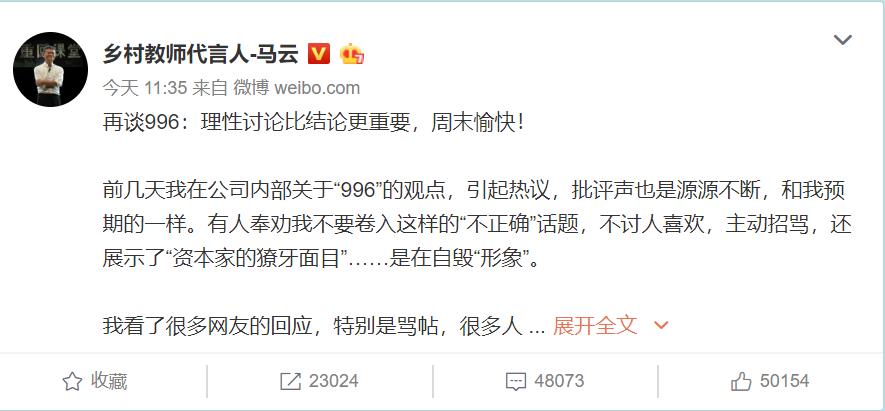 乡村教师代言人-马云
今天 11:35 来自 微博 weibo.com
再谈996：理性讨论比结论更重要，周末愉快！
前几天我在公司内部关于“996”的观点，引起热议，批评声也是源源不断，和我预
期的一样。有人奉劝我不要卷入这样的“不正确”话题，不讨人喜欢，主动招骂，还
展示了“资本家的獠牙面目”……是在自毁“形象”。
我看了很多网友的回应，特别是骂帖，很多人 ... 展开全文
收藏 23024 48073 50154